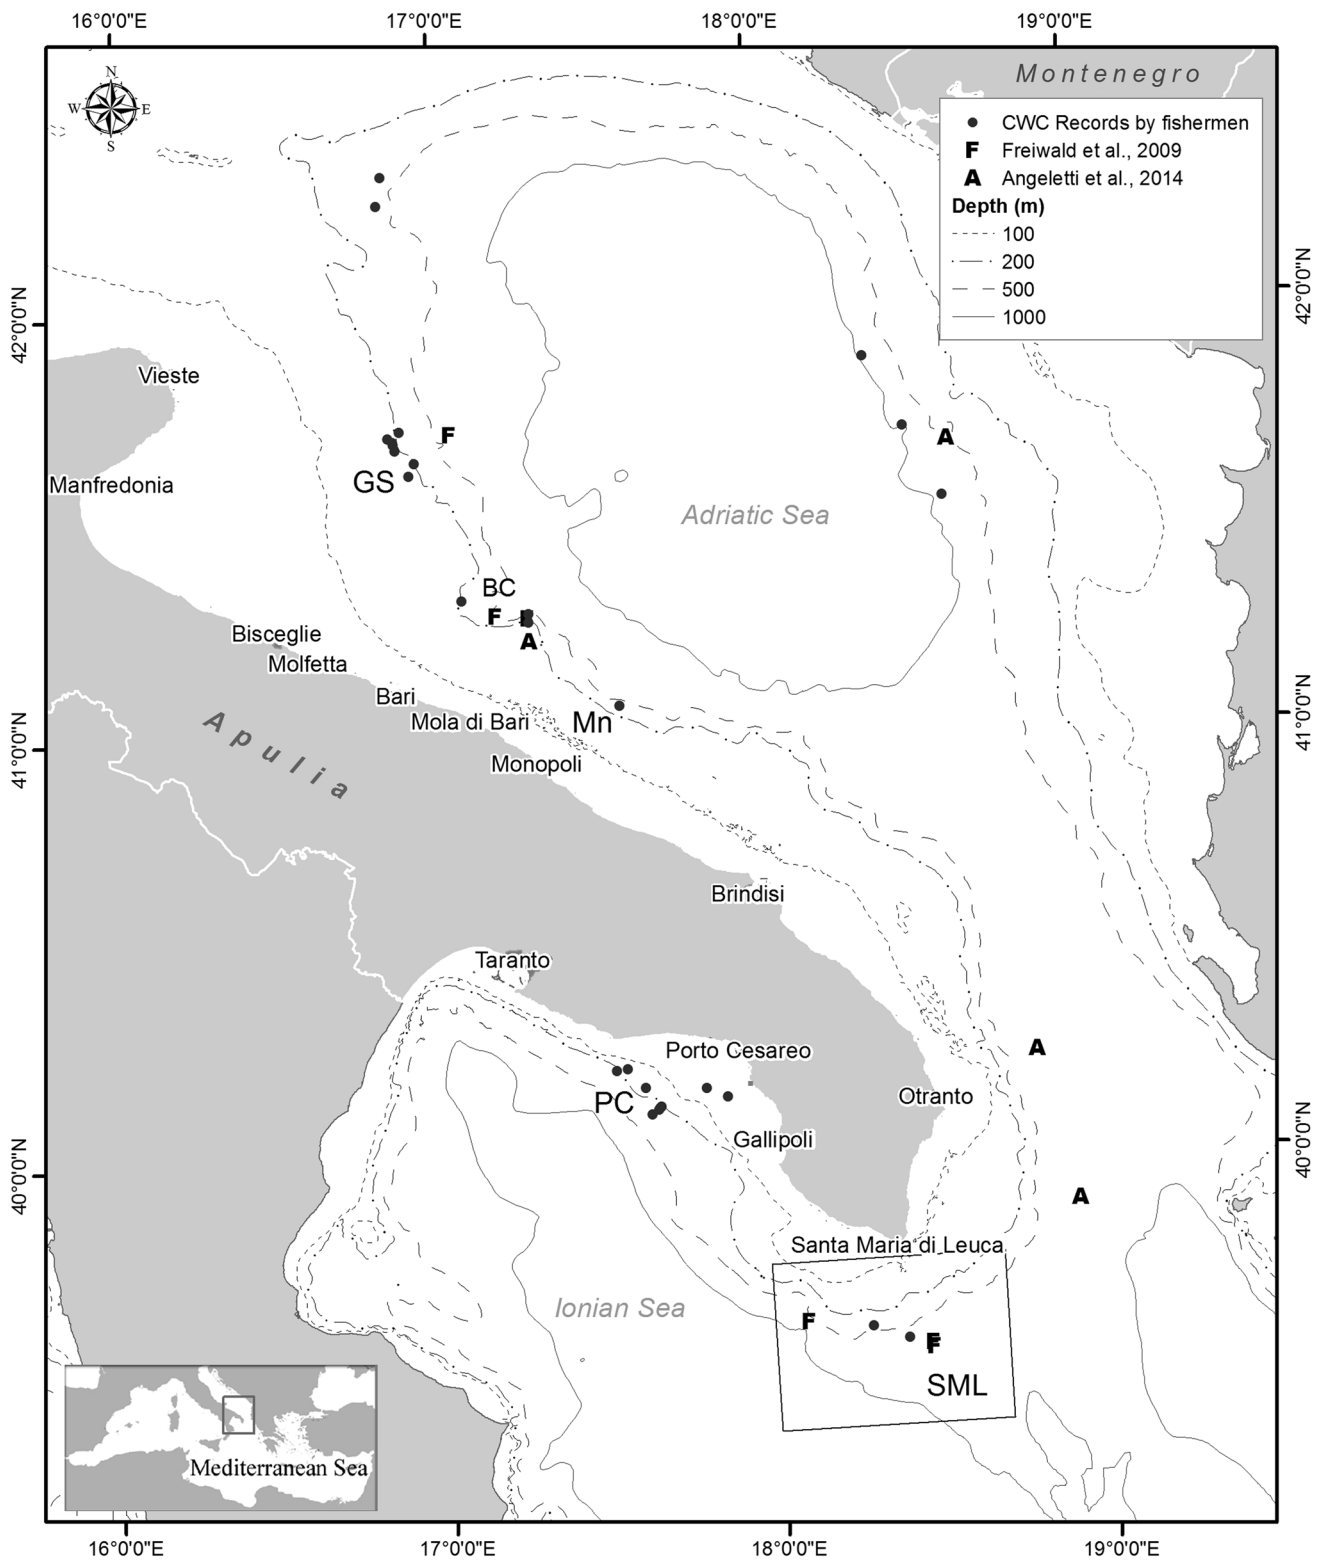 16°0'0"E 17°0'0"E 18°0'0"E 19°0'0"E
Montenegro
N
W E
S
CWC Records by fishermen
F Freiwald et al., 2009
A Angeletti et al., 2014
Depth (m)
100
200
500
1000
42°0'0"N
42°0'0"N
Vieste
F
A
GS
Manfredonia
Adriatic Sea
BC
F F
A
Bisceglie
Molfetta
Bari
Mola di Bari
Mn
Monopoli
Apulia
41°0'0"N
41°0'0"N
Brindisi
Taranto
Porto Cesareo
A
PC
Otranto
Gallipoli
40°0'0"N
40°0'0"N
A
Santa Maria di Leuca
Ionian Sea
F
F
F
SML
Mediterranean Sea
16°0'0"E 17°0'0"E 18°0'0"E 19°0'0"E